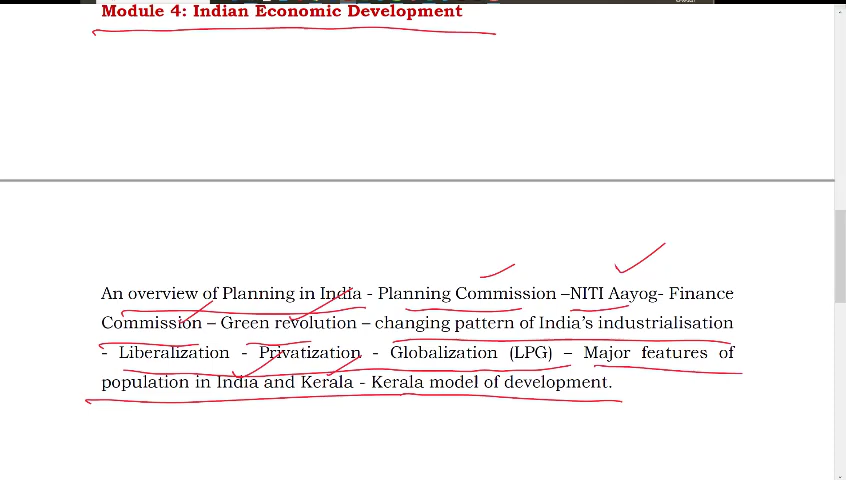 Module 4: Indian Economic Development
An overview of Planning in India - Planning Commission –NITI Aayog- Finance
Commission – Green revolution – changing pattern of India's industrialisation
- Liberalization - Privatization - Globalization (LPG) – Major features of
population in India and Kerala - Kerala model of development.